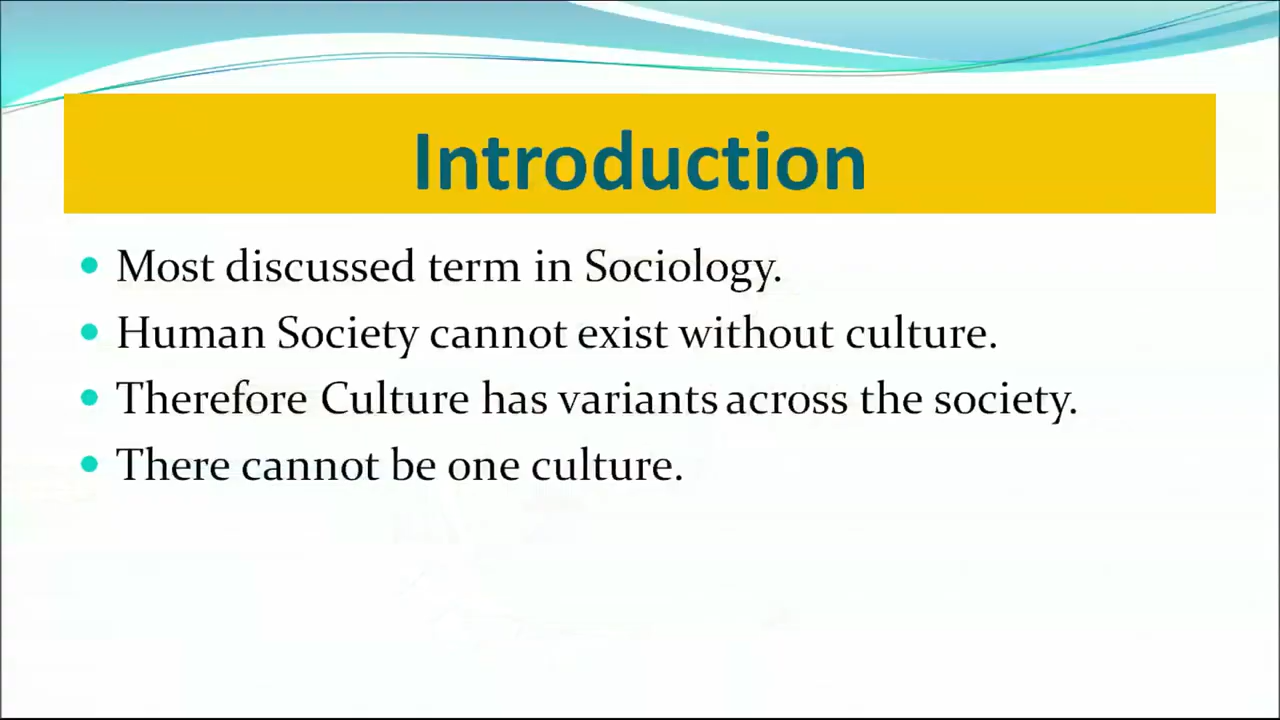 Introduction
• Most discussed term in Sociology.
• Human Society cannot exist without culture.
• Therefore Culture has variants across the society.
• There cannot be one culture.